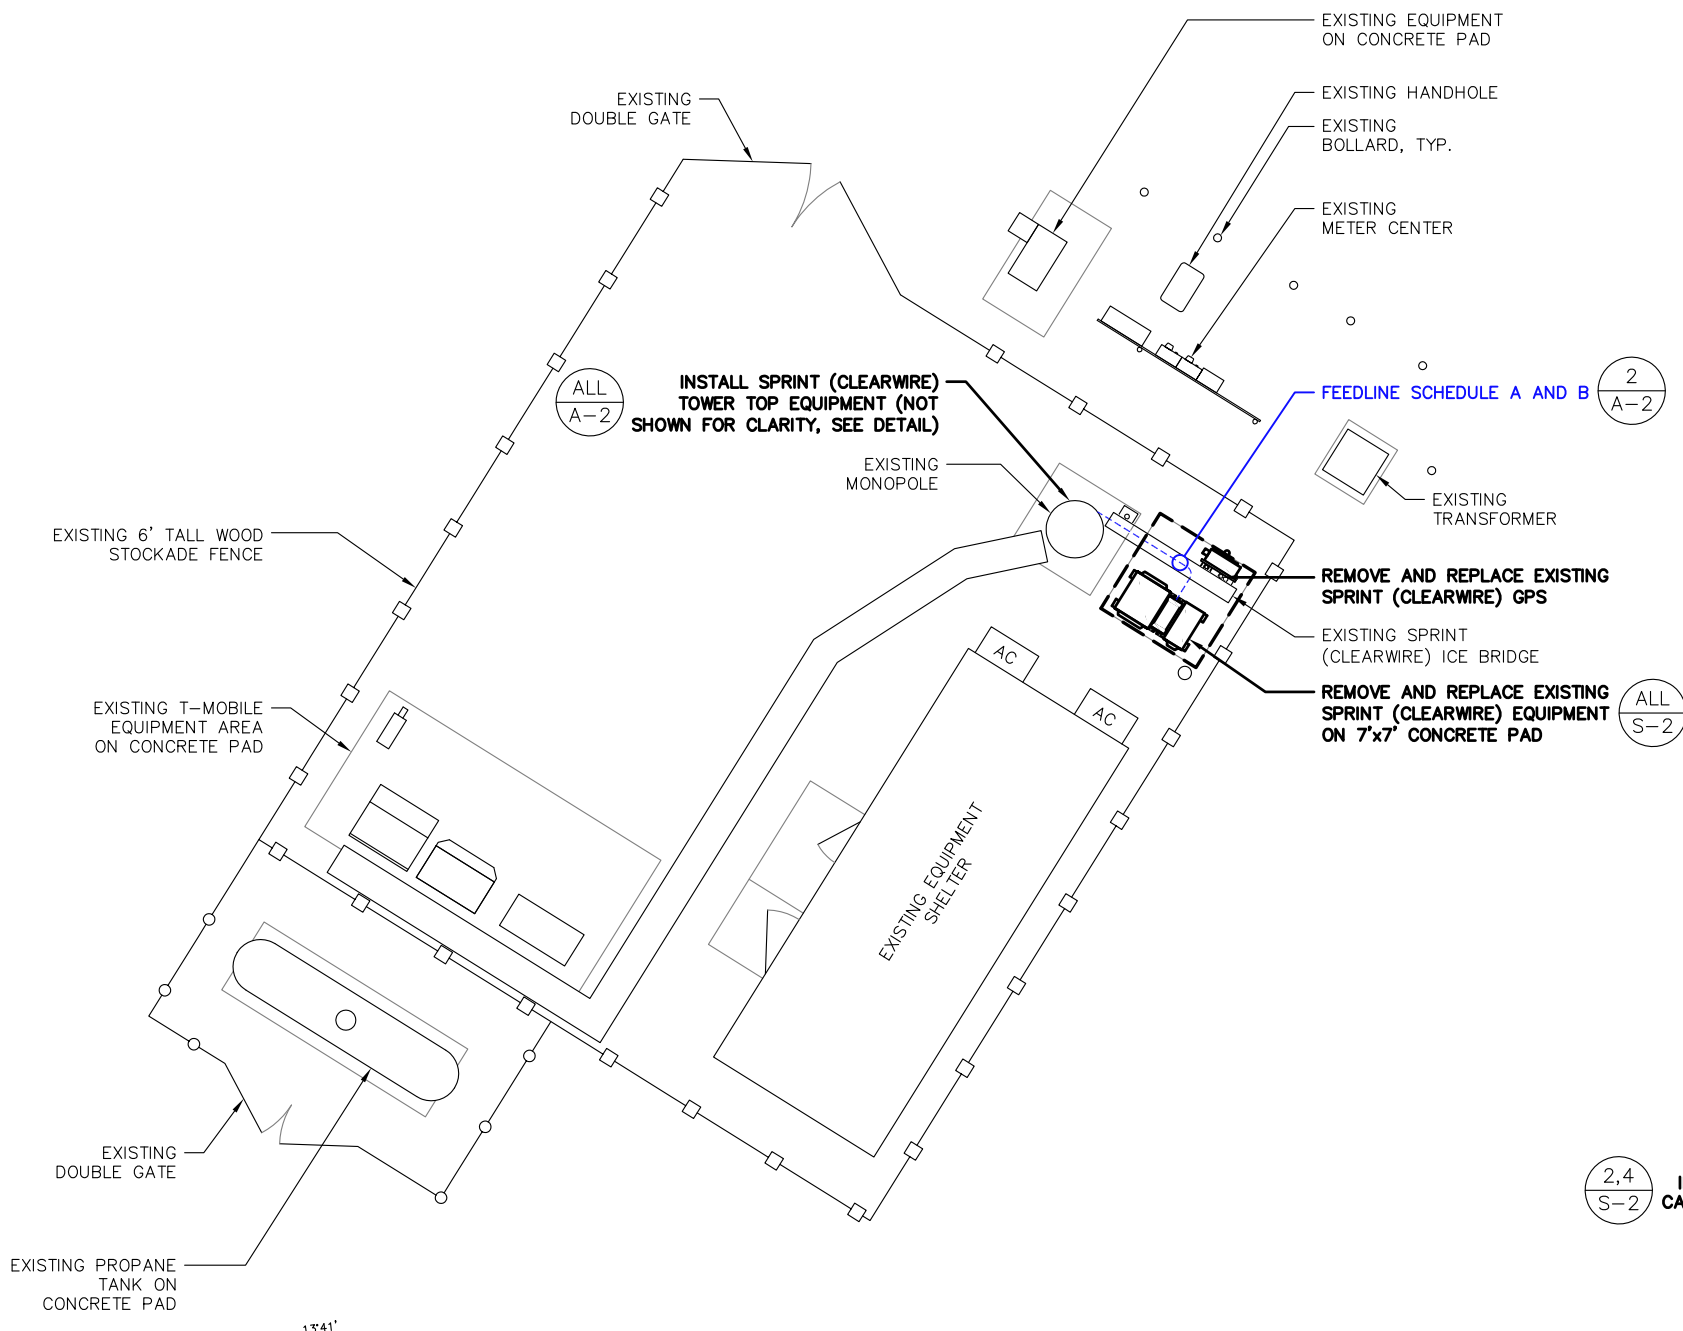 EXISTING EQUIPMENT
ON CONCRETE PAD
EXISTING HANDHOLE
EXISTING
BOLLARD, TYP.
EXISTING
METER CENTER
EXISTING
DOUBLE GATE
ALL
A-2
INSTALL SPRINT (CLEARWIRE)
TOWER TOP EQUIPMENT (NOT
SHOWN FOR CLARITY, SEE DETAIL)
FEEDLINE SCHEDULE A AND B
2
A-2
EXISTING
MONOPOLE
EXISTING
TRANSFORMER
EXISTING 6' TALL WOOD
STOCKADE FENCE
REMOVE AND REPLACE EXISTING
SPRINT (CLEARWIRE) GPS
EXISTING SPRINT
(CLEARWIRE) ICE BRIDGE
REMOVE AND REPLACE EXISTING
SPRINT (CLEARWIRE) EQUIPMENT
ON 7'x7' CONCRETE PAD
ALL
S-2
AC
AC
EXISTING T-MOBILE
EQUIPMENT AREA
ON CONCRETE PAD
EXISTING EQUIPMENT
SHELTER
EXISTING
DOUBLE GATE
2,4
S-2
CA
EXISTING PROPANE
TANK ON
CONCRETE PAD